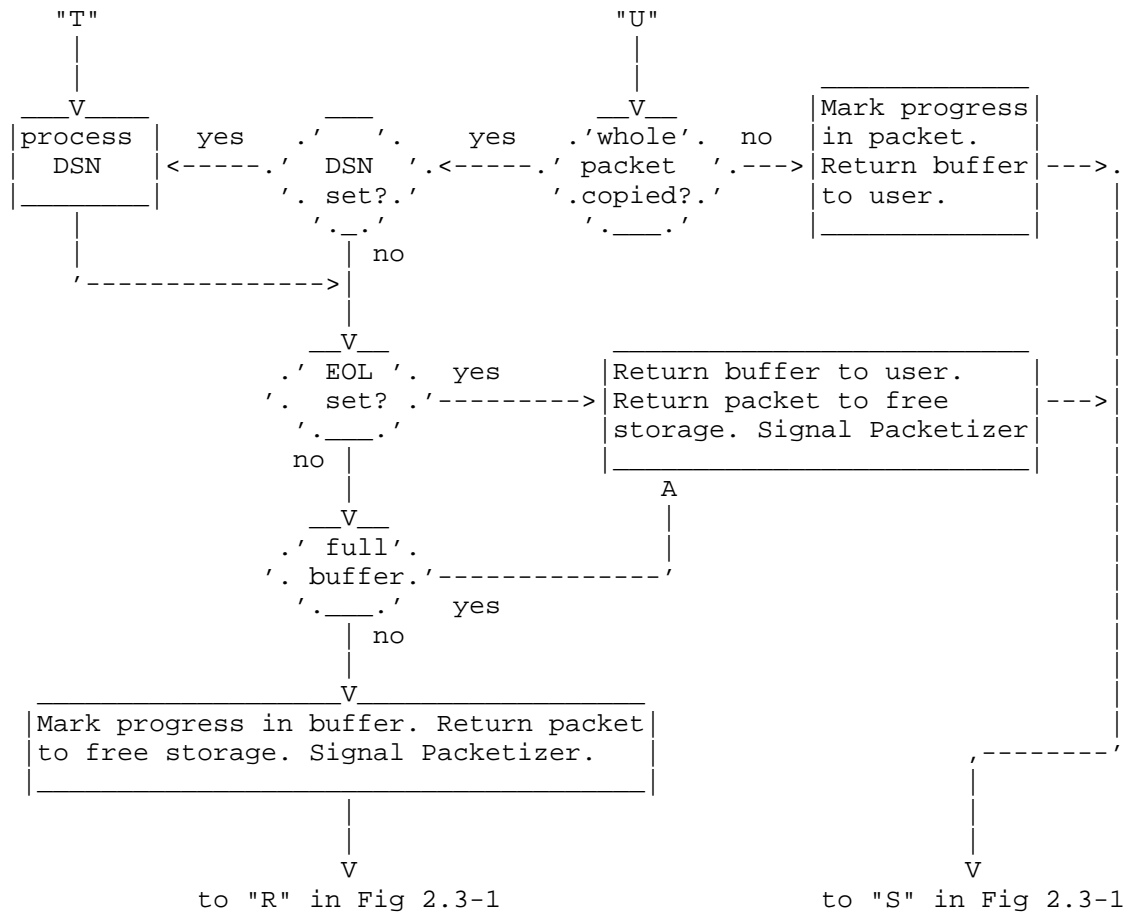 "T" "U"
process DSN
yes
DSN set?
yes
whole packet copied?
no
Mark progress
in packet.
Return buffer
to user.
no
EOL set?
yes
Return buffer to user.
Return packet to free
storage. Signal Packetizer
no
A
full buffer
yes
no
Mark progress in buffer. Return packet
to free storage. Signal Packetizer.
to "R" in Fig 2.3-1
to "S" in Fig 2.3-1